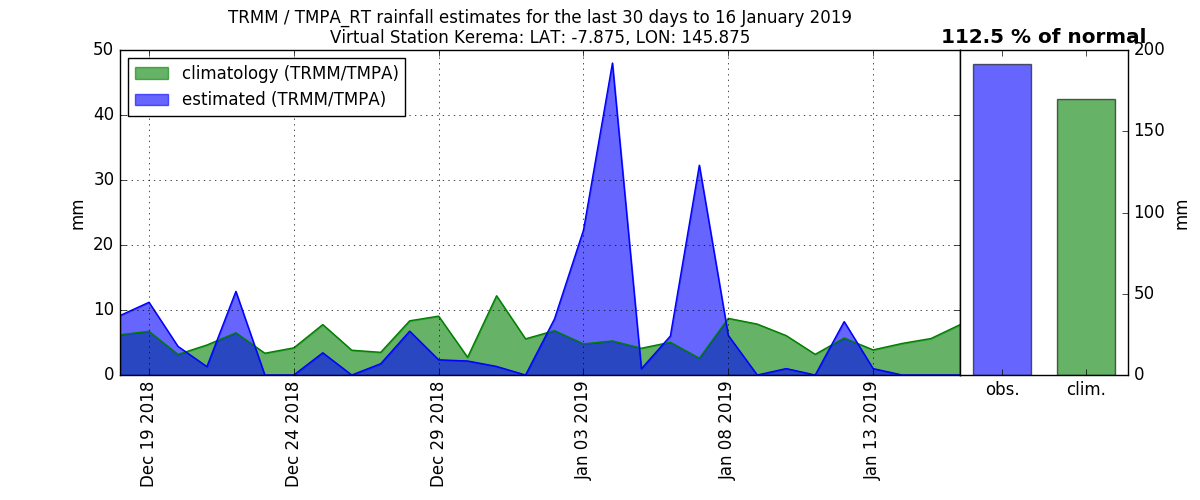 TRMM / TMPA_RT rainfall estimates for the last 30 days to 16 January 2019
Virtual Station Kerema: LAT: -7.875, LON: 145.875
112.5 % of normal
climatology (TRMM/TMPA)
estimated (TRMM/TMPA)
50
40
30
20
10
0
mm
Dec 19 2018
Dec 24 2018
Dec 29 2018
Jan 03 2019
Jan 08 2019
Jan 13 2019
200
150
100
50
0
mm
obs.
clim.